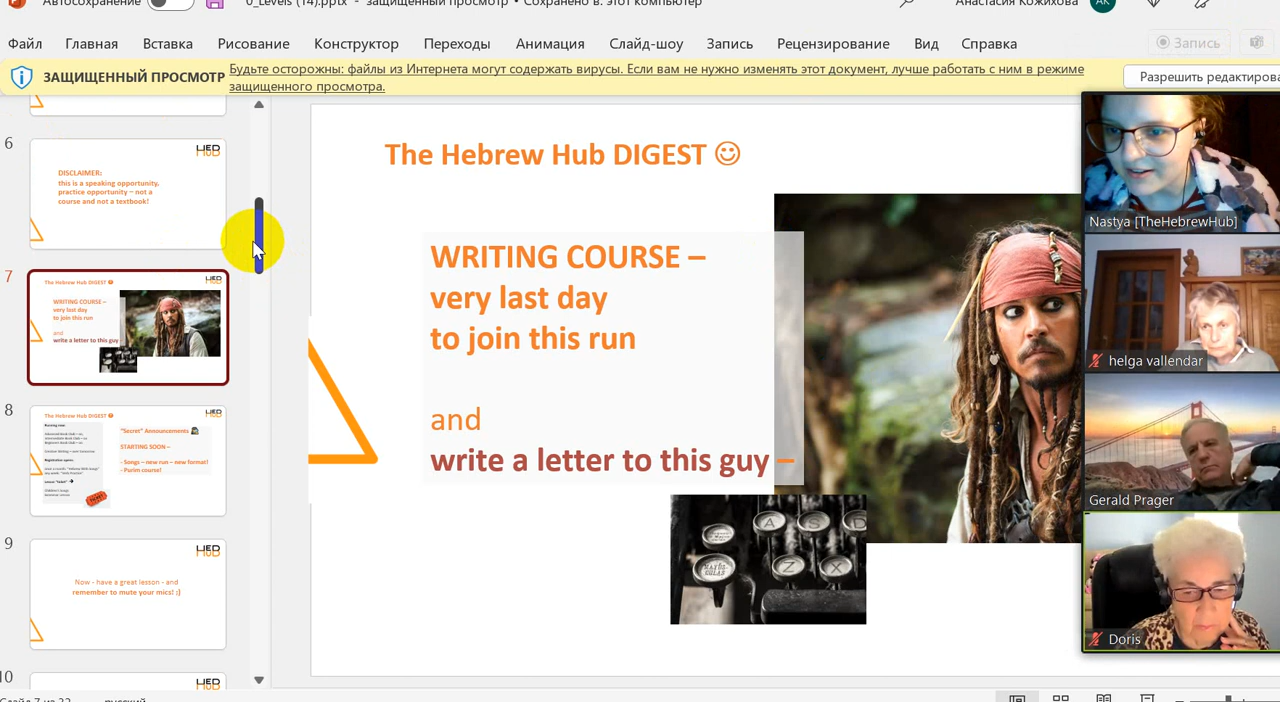 Автосохранение
0_Levels (14).pptx - защищенный просмотр • Сохранено в: этот компьютер
Анастасия Кожихова
АК
Файл Главная Вставка Рисование Конструктор Переходы Анимация Слайд-шоу Запись Рецензирование Вид Справка
Запись
ЗАЩИЩЕННЫЙ ПРОСМОТР
Будьте осторожны: файлы из Интернета могут содержать вирусы. Если вам не нужно изменять этот документ, лучше работать с ним в режиме
защищенного просмотра.
Разрешить редактирова
6
DISCLAIMER:
this is a speaking opportunity,
practice opportunity – not a
course and not a textbook!
7
The Hebrew Hub DIGEST
WRITING COURSE –
very last day
to join this run
and
write a letter to this guy
8
The Hebrew Hub DIGEST
"Secret" Announcements
STARTING SOON –
- Songs – new run – new format!
- Purim course!
9
Now - have a great lesson - and
remember to mute your mics! :)
10
The Hebrew Hub DIGEST ☺
WRITING COURSE –
very last day
to join this run
and
write a letter to this guy –
A S D
Z X
Nastya [TheHebrewHub]
helga vallendar
Gerald Prager
Doris
Слайд 7 из 32
русский